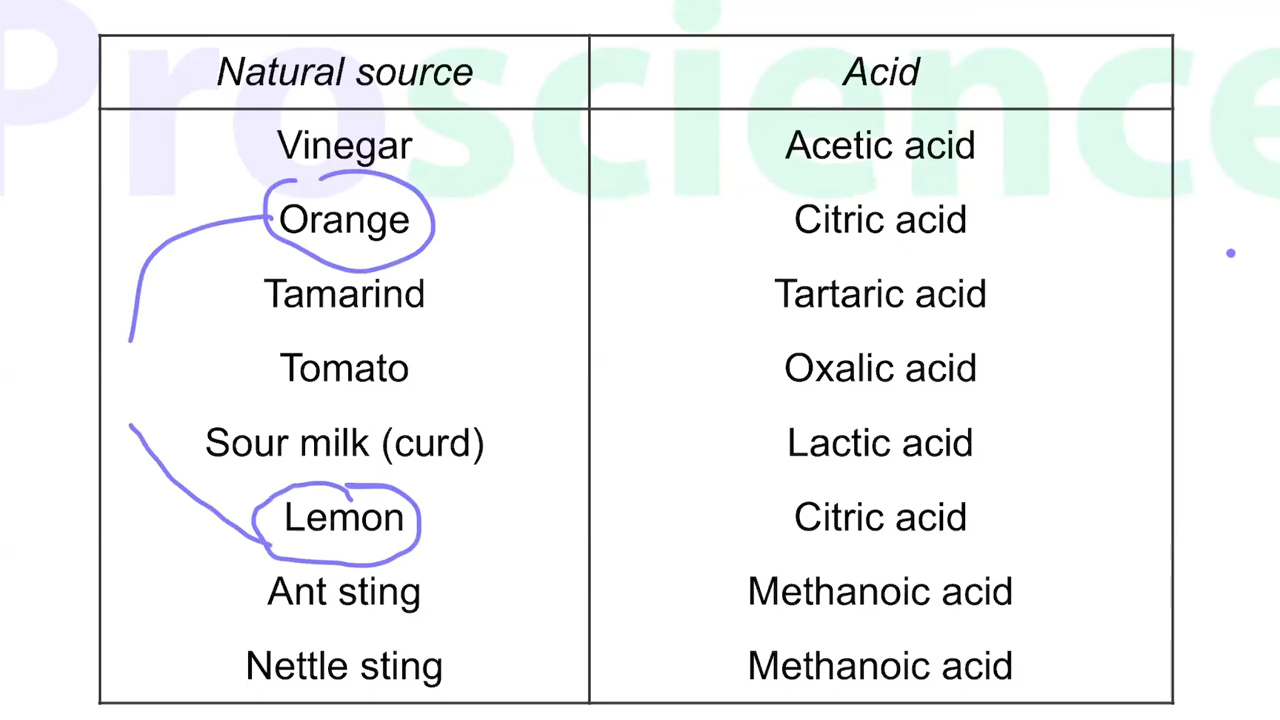 Proscience
Natural source Acid
Vinegar Acetic acid
Orange Citric acid
Tamarind Tartaric acid
Tomato Oxalic acid
Sour milk (curd) Lactic acid
Lemon Citric acid
Ant sting Methanoic acid
Nettle sting Methanoic acid